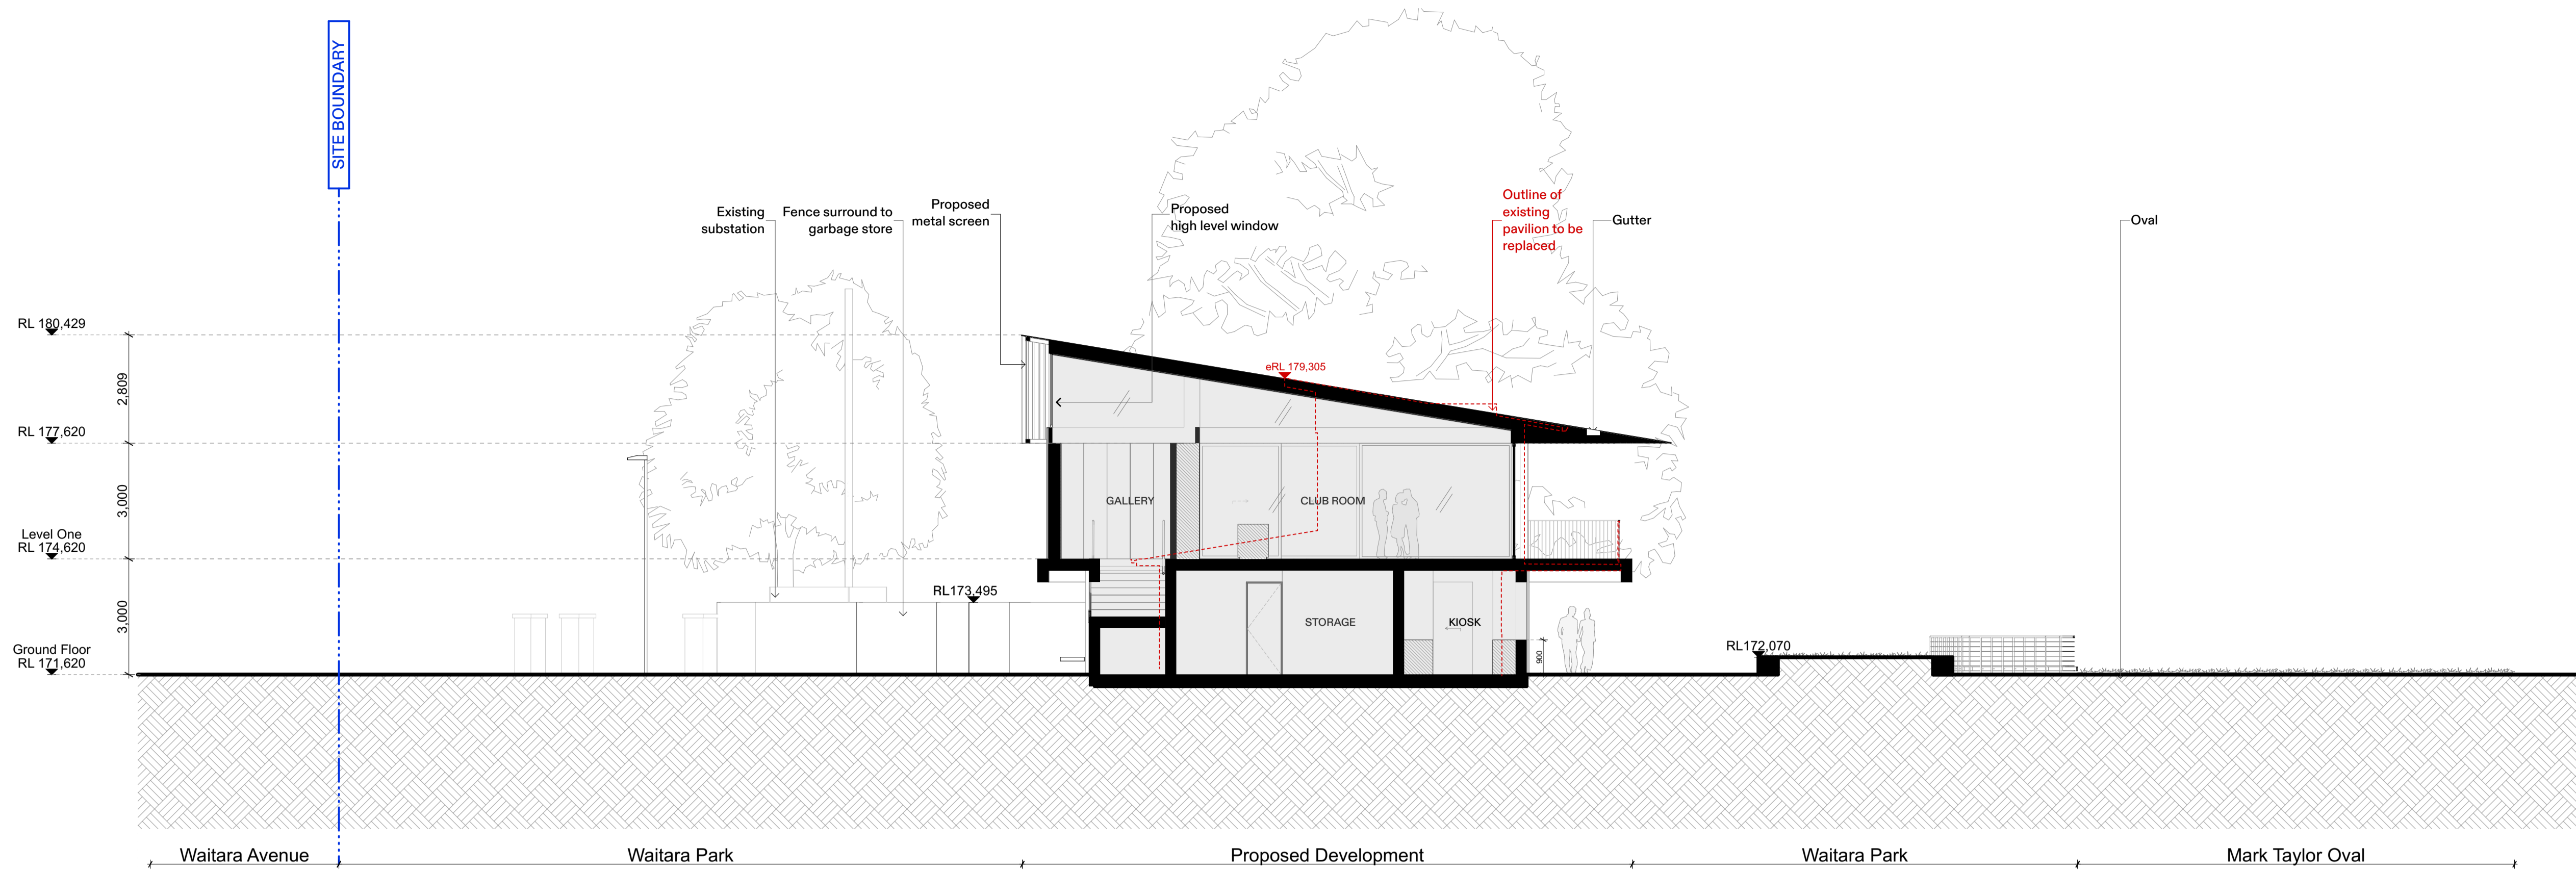 SITE BOUNDARY
Existing
substation
Fence surround to
garbage store
Proposed
metal screen
Proposed
high level window
Outline of
existing
pavilion to be
replaced
Gutter
Oval
RL 180,429
2,809
eRL 179,305
RL 177,620
3,000
GALLERY
CLUB ROOM
Level One
RL 174,620
RL173,495
3,000
STORAGE
KIOSK
900
RL172,070
Ground Floor
RL 171,620
Waitara Avenue
Waitara Park
Proposed Development
Waitara Park
Mark Taylor Oval